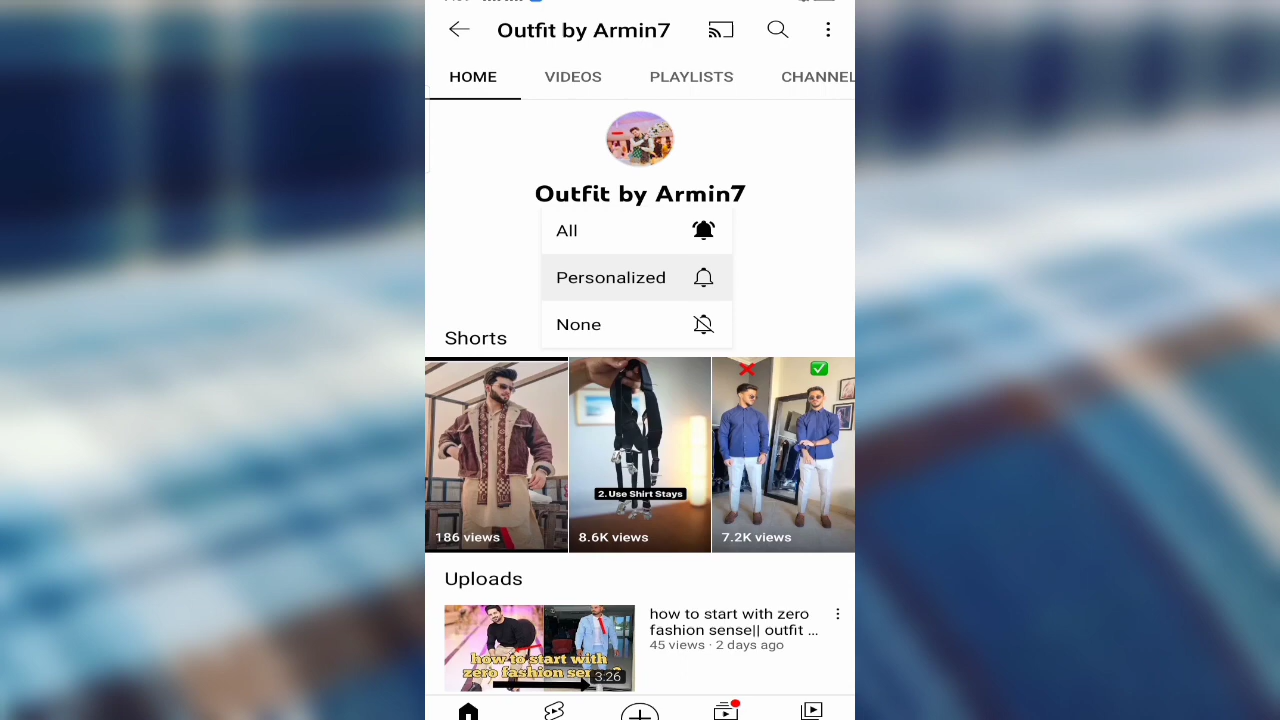 Outfit by Armin7
HOME VIDEOS PLAYLISTS CHANNEL
Outfit by Armin7
All
Personalized
None
Shorts
2. Use Shirt Stays
186 views 8.6K views 7.2K views
Uploads
how to start with zero
fashion sense|| outfit ...
45 views · 2 days ago
how to start with
zero fashion
3:26